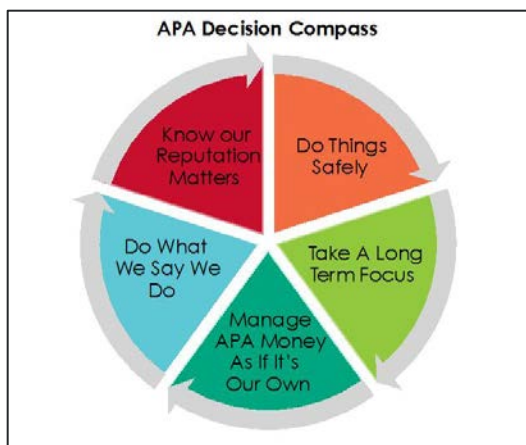 APA Decision Compass
Know our
Reputation
Matters
Do Things
Safely
Take A Long
Term Focus
Manage
APA Money
As If It's
Our Own
Do What
We Say We
Do